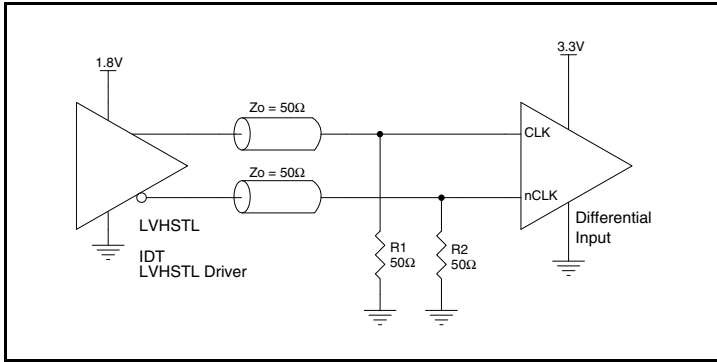 1.8V
3.3V
Zo = 50Ω
CLK
Zo = 50Ω
nCLK
LVHSTL
IDT
LVHSTL Driver
R1
50Ω
R2
50Ω
Differential
Input